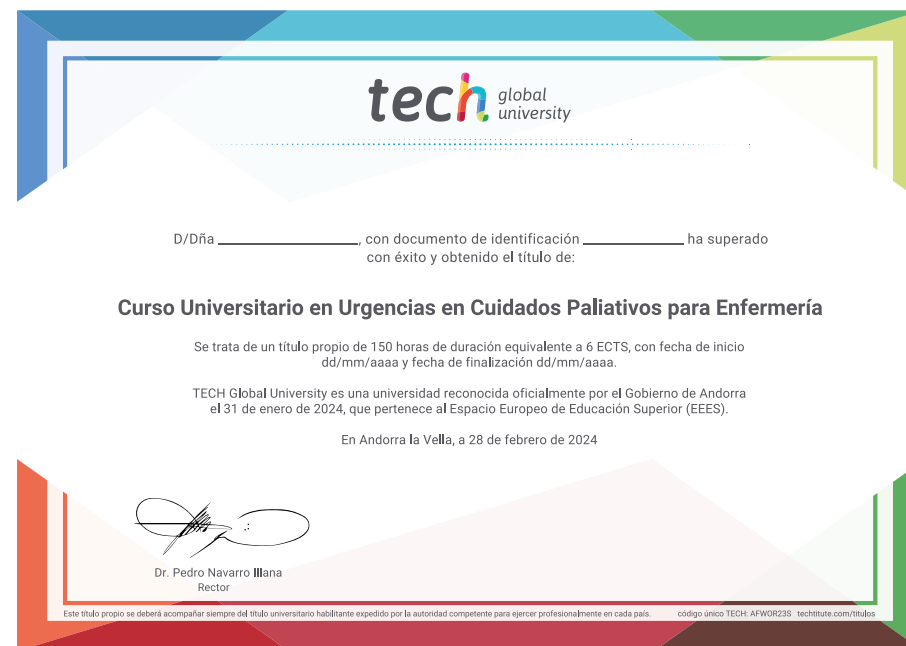 tech global
university
D/Dña ____________________, con documento de identificación ______________ ha superado
con éxito y obtenido el título de:
Curso Universitario en Urgencias en Cuidados Paliativos para Enfermería
Se trata de un título propio de 150 horas de duración equivalente a 6 ECTS, con fecha de inicio
dd/mm/aaaa y fecha de finalización dd/mm/aaaa.
TECH Global University es una universidad reconocida oficialmente por el Gobierno de Andorra
el 31 de enero de 2024, que pertenece al Espacio Europeo de Educación Superior (EEES).
En Andorra la Vella, a 28 de febrero de 2024
Dr. Pedro Navarro Illana
Rector
Este título propio se deberá acompañar siempre del título universitario habilitante expedido por la autoridad competente para ejercer profesionalmente en cada país. código único TECH: AFWOR23S techtitute.com/titulos